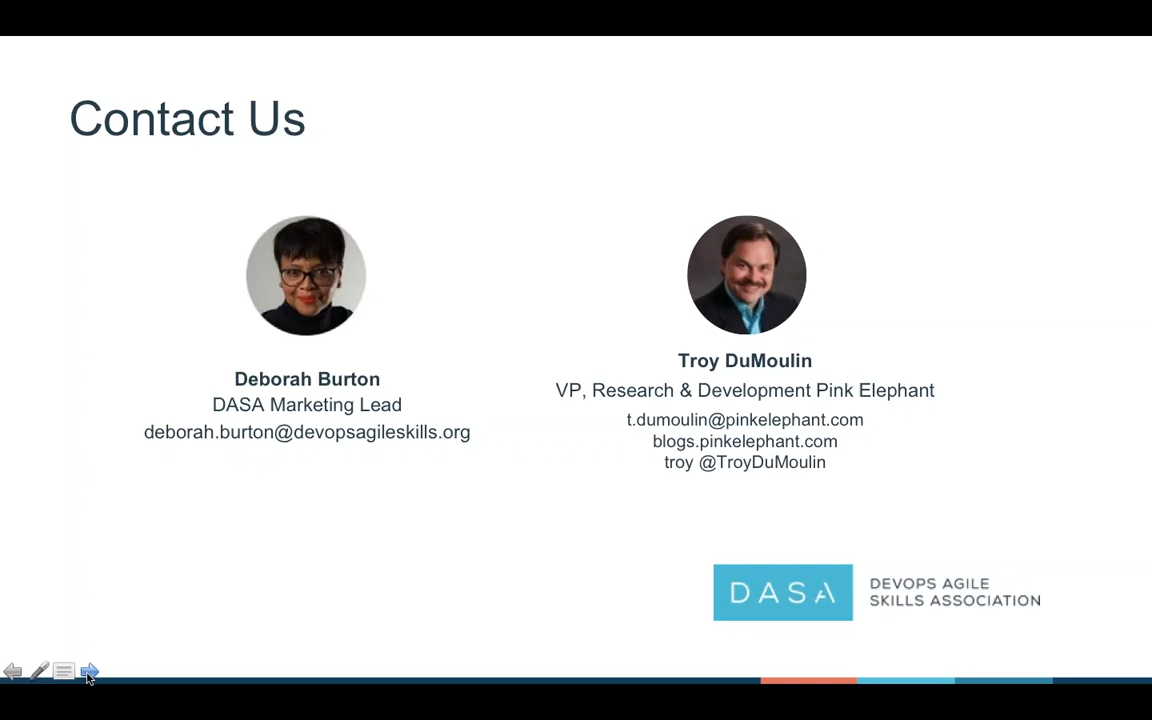 Contact Us
Deborah Burton
DASA Marketing Lead
deborah.burton@devopsagileskills.org
Troy DuMoulin
VP, Research & Development Pink Elephant
t.dumoulin@pinkelephant.com
blogs.pinkelephant.com
troy @TroyDuMoulin
DASA
DEVOPS AGILE
SKILLS ASSOCIATION